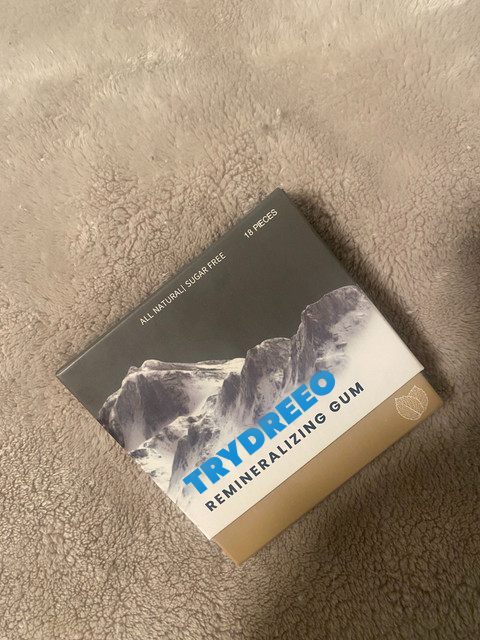 ALL NATURAL| SUGAR FREE
18 PIECES
TRYDREEO
REMINERALIZING GUM